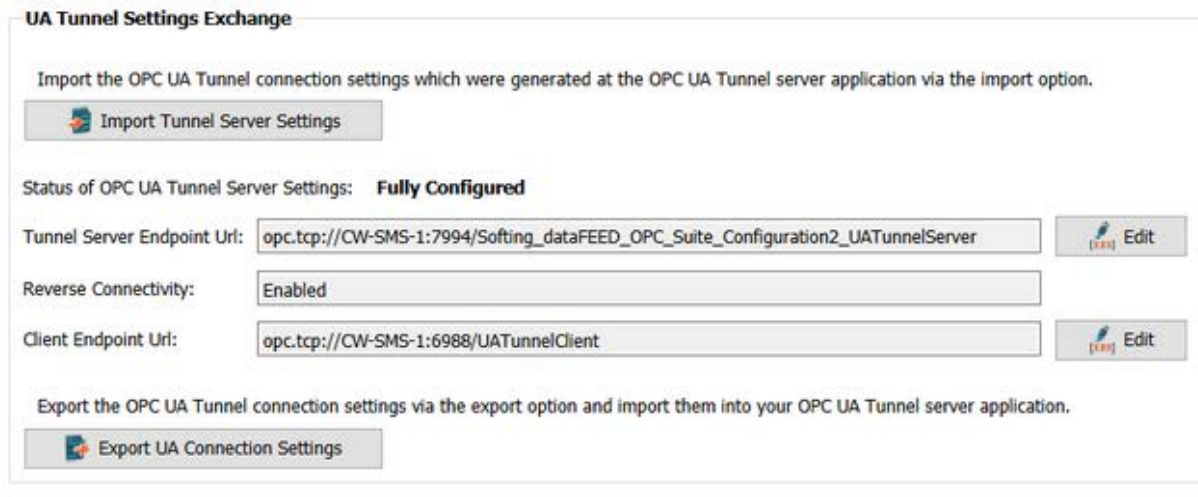 UA Tunnel Settings Exchange
Import the OPC UA Tunnel connection settings which were generated at the OPC UA Tunnel server application via the import option.
Import Tunnel Server Settings
Status of OPC UA Tunnel Server Settings: Fully Configured
Tunnel Server Endpoint Url: opc.tcp://CW-SMS-1:7994/Softing_dataFEED_OPC_Suite_Configuration2_UATunnelServer Edit
Reverse Connectivity: Enabled
Client Endpoint Url: opc.tcp://CW-SMS-1:6988/UATunnelClient Edit
Export the OPC UA Tunnel connection settings via the export option and import them into your OPC UA Tunnel server application.
Export UA Connection Settings